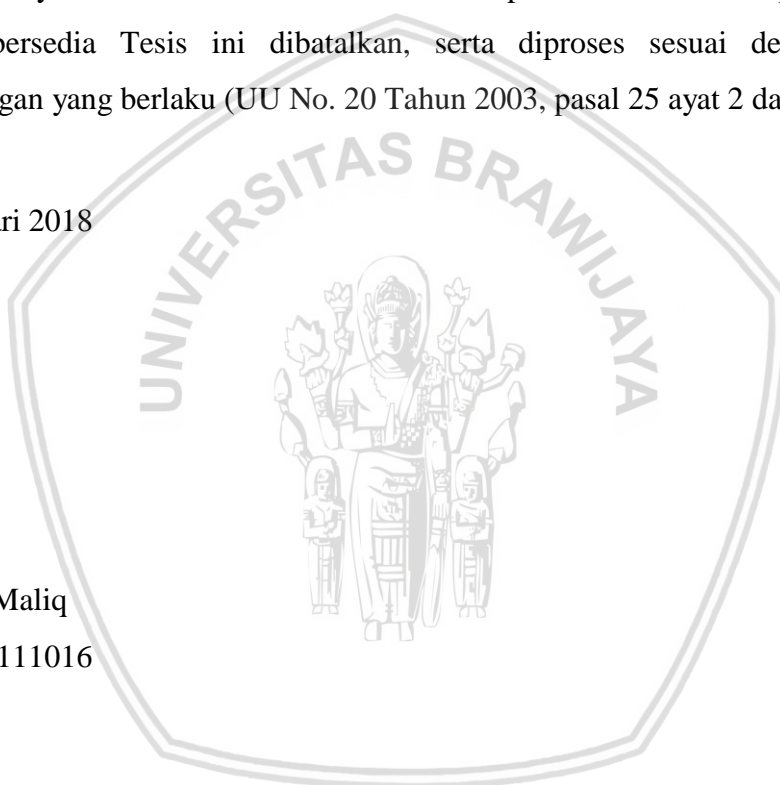 bersedia Tesis ini dibatalkan, serta diproses sesuai de
gan yang berlaku (UU No. 20 Tahun 2003, pasal 25 ayat 2 da
UNIVERSITAS BRAWIJAYA
ri 2018
Maliq
111016